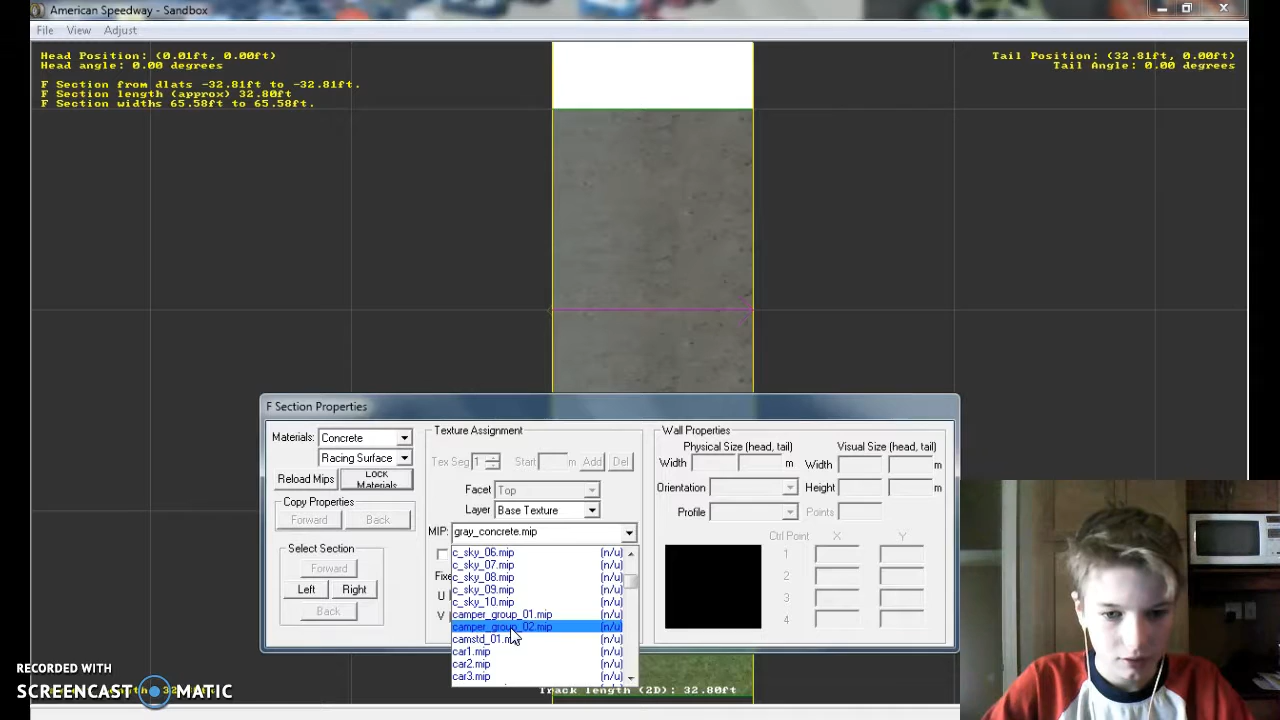 American Speedway - Sandbox
File View Adjust
Head Position: (0.01ft, 0.00ft)
Head angle: 0.00 degrees
F Section from dlats -32.81ft to -32.81ft.
F Section length (approx) 32.80ft
F Section widths 65.58ft to 65.58ft.
Tail Position: (32.81ft, 0.00ft)
Tail Angle: 0.00 degrees
F Section Properties
Materials: Concrete
Racing Surface
Reload Mips
Lock Materials
Copy Properties
Forward Back
Select Section
Forward
Left Right
Back
Texture Assignment
Tex Seg 1 Start m Add Del
Facet Top
Layer Base Texture
MIP: gray_concrete.mip
c_sky_06.mip (n/u)
c_sky_07.mip (n/u)
c_sky_08.mip (n/u)
c_sky_09.mip (n/u)
c_sky_10.mip (n/u)
camper_group_01.mip (n/u)
camper_group_02.mip (n/u)
camstd_01.m (n/u)
car1.mip (n/u)
car2.mip (n/u)
car3.mip (n/u)
U
V
Wall Properties
Physical Size (head, tail) Visual Size (head, tail)
Width m Width m
Orientation Height m
Profile Points
Ctrl Point X Y
1
2
3
4
Track length (2D): 32.80ft
RECORDED WITH
SCREENCAST MATIC